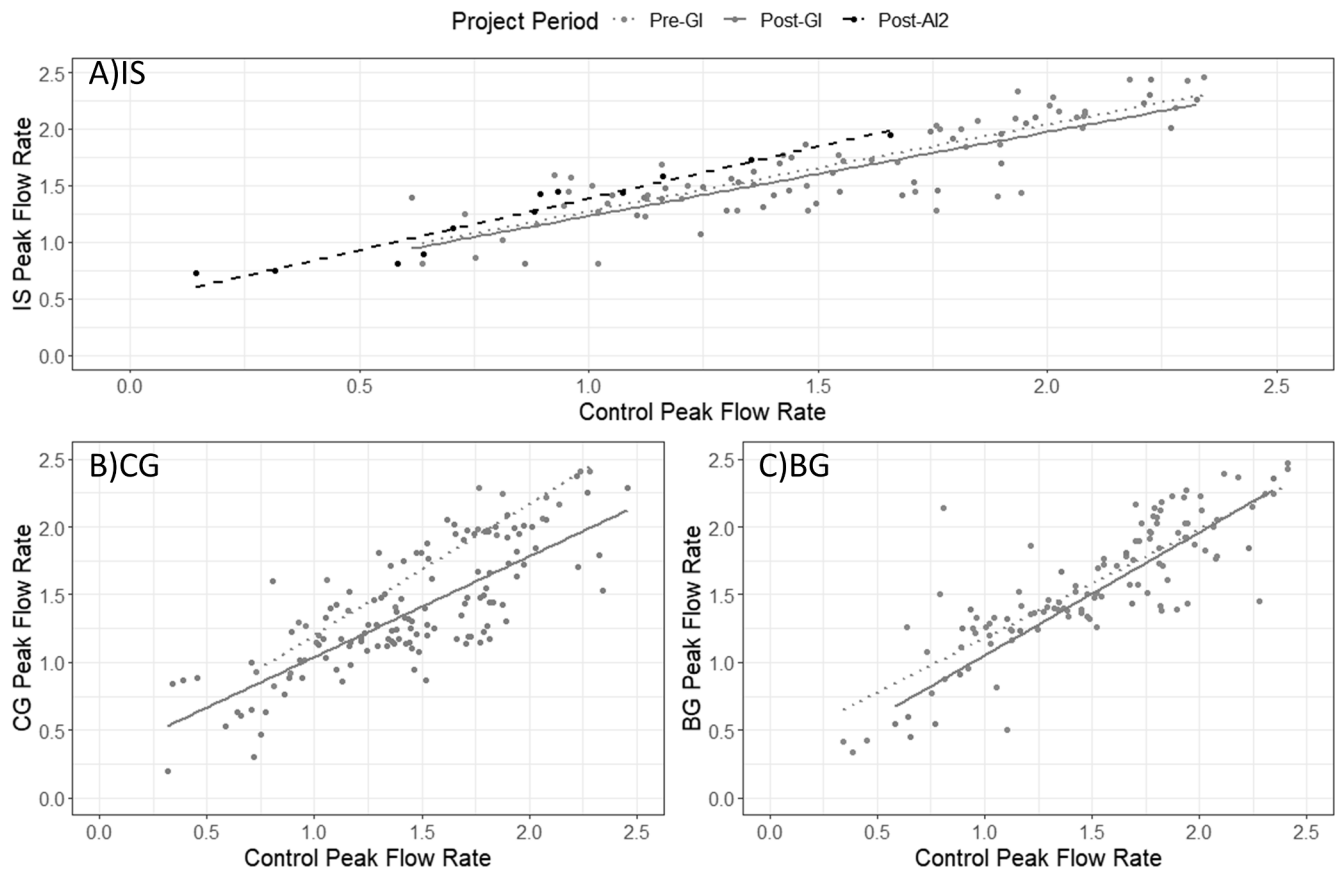 Project Period Pre-GI Post-GI Post-AI2
A)IS
IS Peak Flow Rate
2.5
2.0
1.5
1.0
0.5
0.0
0.0 0.5 1.0 1.5 2.0 2.5
Control Peak Flow Rate
B)CG
CG Peak Flow Rate
2.5
2.0
1.5
1.0
0.5
0.0
0.0 0.5 1.0 1.5 2.0 2.5
Control Peak Flow Rate
C)BG
BG Peak Flow Rate
2.5
2.0
1.5
1.0
0.5
0.0
0.0 0.5 1.0 1.5 2.0 2.5
Control Peak Flow Rate